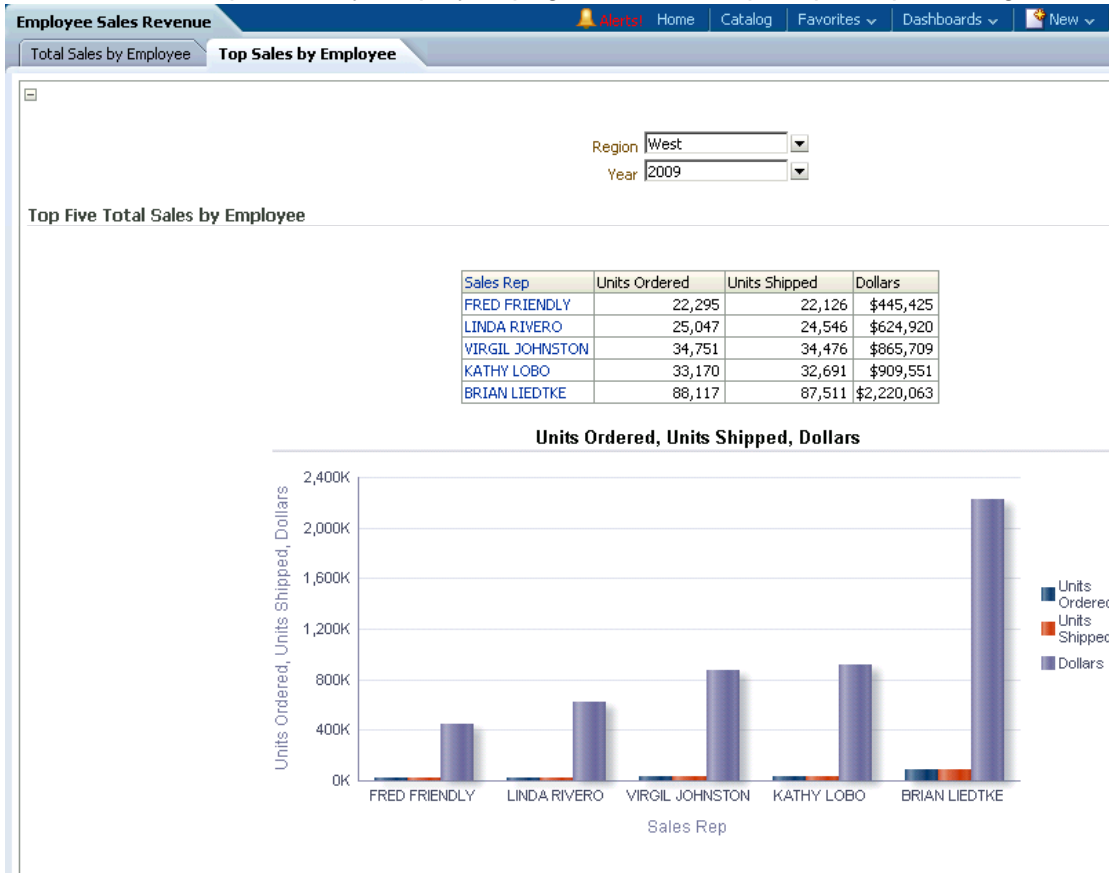 Employee Sales Revenue
Alerts! Home Catalog Favorites Dashboards New
Total Sales by Employee Top Sales by Employee
Region West
Year 2009
Top Five Total Sales by Employee
Sales Rep Units Ordered Units Shipped Dollars
FRED FRIENDLY 22,295 22,126 $445,425
LINDA RIVERO 25,047 24,546 $624,920
VIRGIL JOHNSTON 34,751 34,476 $865,709
KATHY LOBO 33,170 32,691 $909,551
BRIAN LIEDTKE 88,117 87,511 $2,220,063
Units Ordered, Units Shipped, Dollars
Units Ordered, Units Shipped, Dollars
2,400K
2,000K
1,600K
1,200K
800K
400K
0K
FRED FRIENDLY LINDA RIVERO VIRGIL JOHNSTON KATHY LOBO BRIAN LIEDTKE
Sales Rep
Units
Ordered
Units
Shipped
Dollars